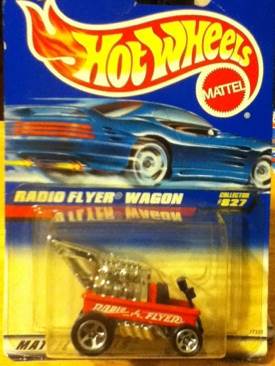 HOT WHEELS
MATTEL
RADIO FLYER® WAGON
COLLECTOR
#827
RADIO FLYER